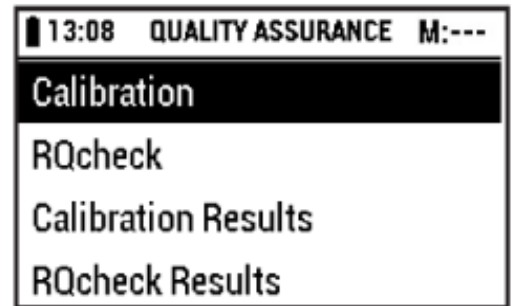 13:08 QUALITY ASSURANCE M:---
Calibration
RQcheck
Calibration Results
RQcheck Results